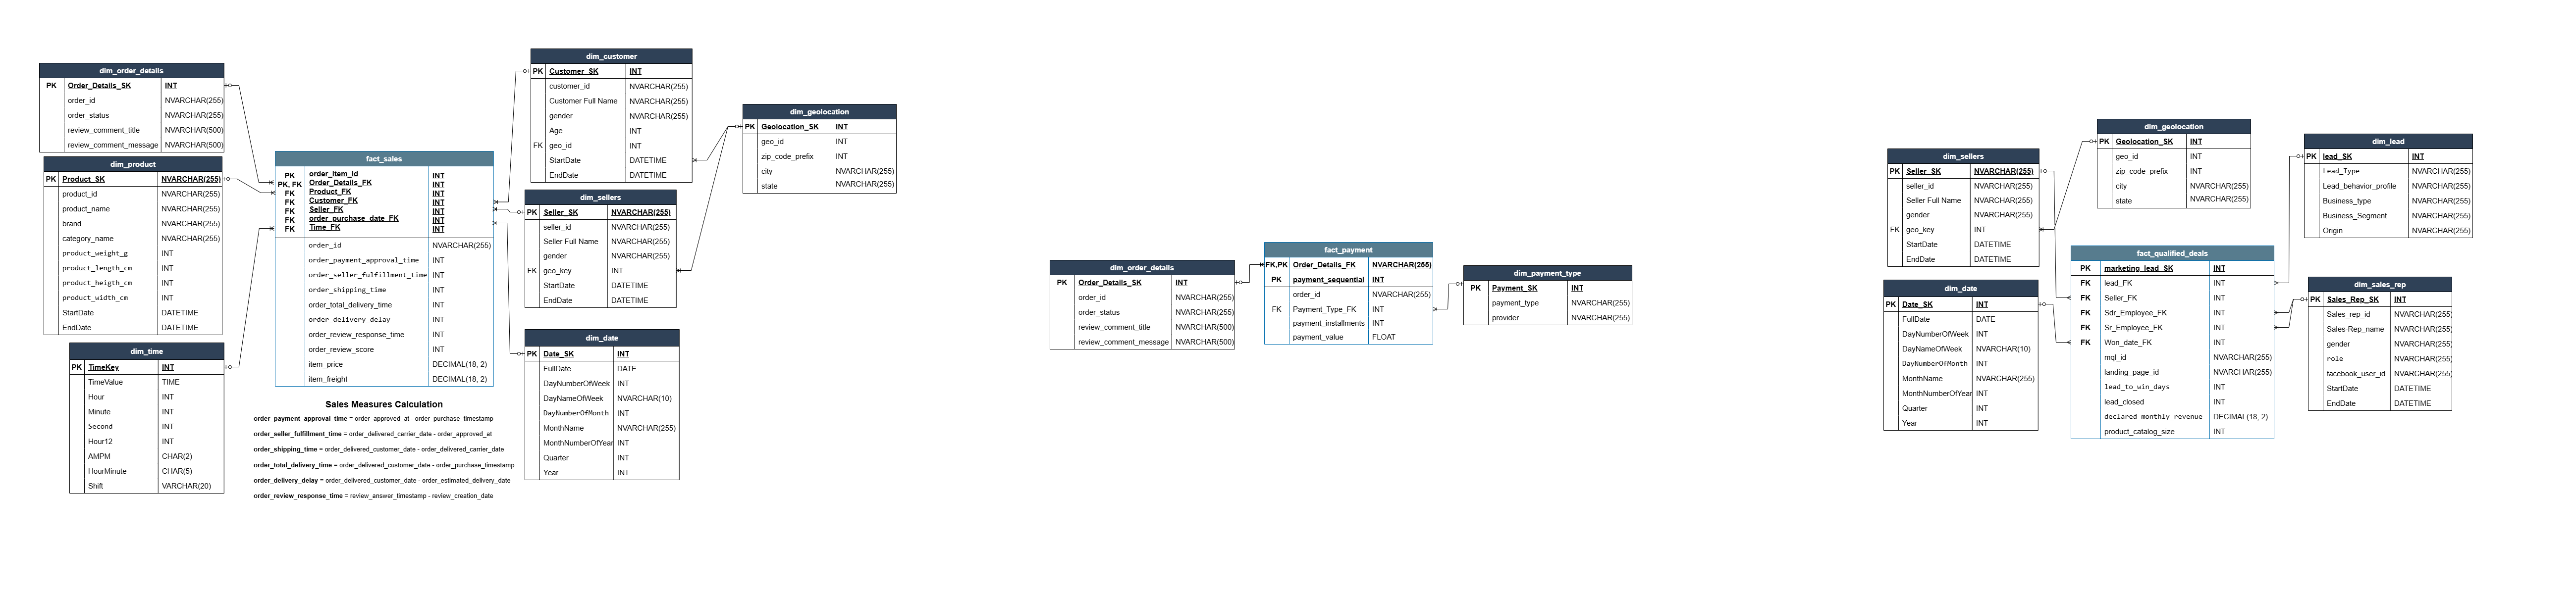 dim_order_details
PK Order_Details_SK INT
order_id NVARCHAR(255)
order_status NVARCHAR(255)
review_comment_title NVARCHAR(500)
review_comment_message NVARCHAR(500)
dim_product
PK Product_SK NVARCHAR(255)
product_id NVARCHAR(255)
product_name NVARCHAR(255)
brand NVARCHAR(255)
category_name NVARCHAR(255)
product_weight_g INT
product_length_cm INT
product_heigth_cm INT
product_width_cm INT
StartDate DATETIME
EndDate DATETIME
dim_time
PK TimeKey INT
TimeValue TIME
Hour INT
Minute INT
Second INT
Hour12 INT
AMPM CHAR(2)
HourMinute CHAR(5)
Shift VARCHAR(20)
fact_sales
PK order_item_id INT
PK, FK Order_Details_FK INT
FK Product_FK INT
FK Customer_FK INT
FK Seller_FK INT
FK order_purchase_date_FK INT
FK Time_FK INT
order_id NVARCHAR(255)
order_payment_approval_time INT
order_seller_fulfillment_time INT
order_shipping_time INT
order_total_delivery_time INT
order_delivery_delay INT
order_review_response_time INT
order_review_score INT
item_price DECIMAL(18, 2)
item_freight DECIMAL(18, 2)
Sales Measures Calculation
order_payment_approval_time = order_approved_at - order_purchase_timestamp
order_seller_fulfillment_time = order_delivered_carrier_date - order_approved_at
order_shipping_time = order_delivered_customer_date - order_delivered_carrier_date
order_total_delivery_time = order_delivered_customer_date - order_purchase_timestamp
order_delivery_delay = order_delivered_customer_date - order_estimated_delivery_date
order_review_response_time = review_answer_timestamp - review_creation_date
dim_customer
PK Customer_SK INT
customer_id NVARCHAR(255)
Customer Full Name NVARCHAR(255)
gender NVARCHAR(255)
Age INT
FK geo_id INT
StartDate DATETIME
EndDate DATETIME
dim_sellers
PK Seller_SK NVARCHAR(255)
seller_id NVARCHAR(255)
Seller Full Name NVARCHAR(255)
gender NVARCHAR(255)
FK geo_key INT
StartDate DATETIME
EndDate DATETIME
dim_date
PK Date_SK INT
FullDate DATE
DayNumberOfWeek INT
DayNameOfWeek NVARCHAR(10)
DayNumberOfMonth INT
MonthName NVARCHAR(255)
MonthNumberOfYear INT
Quarter INT
Year INT
dim_geolocation
PK Geolocation_SK INT
geo_id INT
zip_code_prefix INT
city NVARCHAR(255)
state NVARCHAR(255)
dim_order_details
PK Order_Details_SK INT
order_id NVARCHAR(255)
order_status NVARCHAR(255)
review_comment_title NVARCHAR(500)
review_comment_message NVARCHAR(500)
fact_payment
FK,PK Order_Details_FK NVARCHAR(255)
PK payment_sequential INT
order_id NVARCHAR(255)
FK Payment_Type_FK INT
payment_installments INT
payment_value FLOAT
dim_payment_type
PK Payment_SK INT
payment_type NVARCHAR(255)
provider NVARCHAR(255)
dim_sellers
PK Seller_SK NVARCHAR(255)
seller_id NVARCHAR(255)
Seller Full Name NVARCHAR(255)
gender NVARCHAR(255)
FK geo_key INT
StartDate DATETIME
EndDate DATETIME
dim_date
PK Date_SK INT
FullDate DATE
DayNumberOfWeek INT
DayNameOfWeek NVARCHAR(10)
DayNumberOfMonth INT
MonthName NVARCHAR(255)
MonthNumberOfYear INT
Quarter INT
Year INT
dim_geolocation
PK Geolocation_SK INT
geo_id INT
zip_code_prefix INT
city NVARCHAR(255)
state NVARCHAR(255)
fact_qualified_deals
PK marketing_lead_SK INT
FK lead_FK INT
FK Seller_FK INT
FK Sdr_Employee_FK INT
FK Sr_Employee_FK INT
FK Won_date_FK INT
mql_id NVARCHAR(255)
landing_page_id NVARCHAR(255)
lead_to_win_days INT
lead_closed INT
declared_monthly_revenue DECIMAL(18, 2)
product_catalog_size INT
dim_lead
PK lead_SK INT
Lead_Type NVARCHAR(255)
Lead_behavior_profile NVARCHAR(255)
Business_type NVARCHAR(255)
Business_Segment NVARCHAR(255)
Origin NVARCHAR(255)
dim_sales_rep
PK Sales_Rep_SK INT
Sales_rep_id NVARCHAR(255)
Sales-Rep_name NVARCHAR(255)
gender NVARCHAR(255)
role NVARCHAR(255)
facebook_user_id NVARCHAR(255)
StartDate DATETIME
EndDate DATETIME